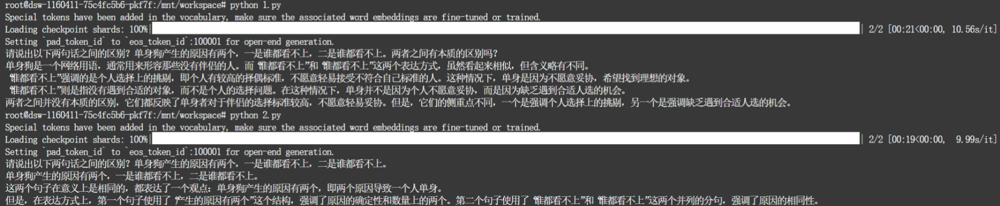 root@dsw-1160411-75c4fc5b6-pkf7f:/mnt/workspace# python 1.py
Special tokens have been added in the vocabulary, make sure the associated word embeddings are fine-tuned or trained.
Loading checkpoint shards: 100%| | 2/2 [00:21<00:00, 10.56s/it]
Setting `pad_token_id` to `eos_token_id`:100001 for open-end generation.
请说出以下两句话之间的区别？单身狗产生的原因有两个，一是谁都看不上，二是谁都看不上。两者之间有本质的区别吗？
单身狗是一个网络用语，通常用来形容那些没有伴侣的人。而“谁都看不上”和“谁都看不上”这两个表达方式，虽然看起来相似，但含义略有不同。
“谁都看不上”强调的是个人选择上的挑剔，即个人有较高的择偶标准，不愿意轻易接受不符合自己标准的人。这种情况下，单身是因为不愿意妥协，希望找到理想的对象。
“谁都看不上”则是指没有遇到合适的对象，而不是个人的选择问题。在这种情况下，单身并不是因为个人不愿意妥协，而是因为缺乏遇到合适人选的机会。
两者之间并没有本质的区别，它们都反映了单身者对于伴侣的选择标准较高，不愿意轻易妥协。但是，它们的侧重点不同，一个是强调个人选择上的挑剔，另一个是强调缺乏遇到合适人选的机会。
root@dsw-1160411-75c4fc5b6-pkf7f:/mnt/workspace# python 2.py
Special tokens have been added in the vocabulary, make sure the associated word embeddings are fine-tuned or trained.
Loading checkpoint shards: 100%| | 2/2 [00:19<00:00, 9.99s/it]
Setting `pad_token_id` to `eos_token_id`:100001 for open-end generation.
请说出以下两句话之间的区别？单身狗产生的原因有两个，一是谁都看不上，二是谁都看不上。
单身狗产生的原因有两个，一是谁都看不上，二是谁都看不上。
这两个句子在意义上是相同的，都表达了一个观点：单身狗产生的原因有两个，即两个原因导致一个人单身。
但是，在表达方式上，第一个句子使用了“产生的原因有两个”这个结构，强调了原因的确定性和数量上的两个。第二个句子使用了“谁都看不上”和“谁都看不上”这两个并列的分句，强调了原因的相同性。